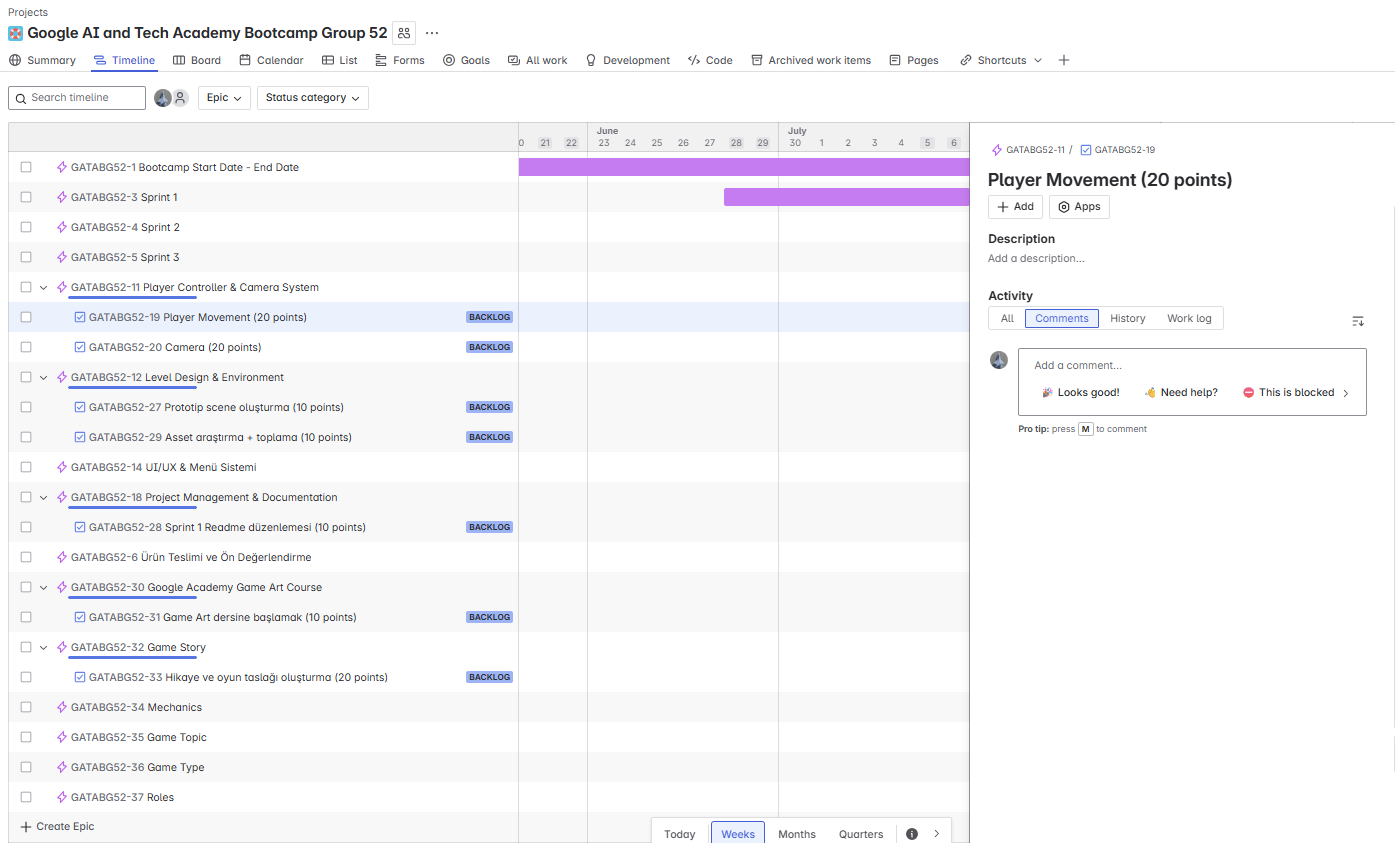 Projects
Google AI and Tech Academy Bootcamp Group 52
Summary Timeline Board Calendar List Forms Goals All work Development Code Archived work items Pages Shortcuts
Search timeline Epic Status category
June July
0 21 22 23 24 25 26 27 28 29 30 1 2 3 4 5 6
GATABG52-1 Bootcamp Start Date - End Date
GATABG52-3 Sprint 1
GATABG52-4 Sprint 2
GATABG52-5 Sprint 3
GATABG52-11 Player Controller & Camera System
GATABG52-19 Player Movement (20 points) BACKLOG
GATABG52-20 Camera (20 points) BACKLOG
GATABG52-12 Level Design & Environment
GATABG52-27 Prototip scene oluşturma (10 points) BACKLOG
GATABG52-29 Asset araştırma + toplama (10 points) BACKLOG
GATABG52-14 UI/UX & Menü Sistemi
GATABG52-18 Project Management & Documentation
GATABG52-28 Sprint 1 Readme düzenlemesi (10 points) BACKLOG
GATABG52-6 Ürün Teslimi ve Ön Değerlendirme
GATABG52-30 Google Academy Game Art Course
GATABG52-31 Game Art dersine başlamak (10 points) BACKLOG
GATABG52-32 Game Story
GATABG52-33 Hikaye ve oyun taslağı oluşturma (20 points) BACKLOG
GATABG52-34 Mechanics
GATABG52-35 Game Topic
GATABG52-36 Game Type
GATABG52-37 Roles
Create Epic
Today Weeks Months Quarters
GATABG52-11 / GATABG52-19
Player Movement (20 points)
Add Apps
Description
Add a description...
Activity
All Comments History Work log
Add a comment...
Looks good! Need help? This is blocked
Pro tip: press M to comment